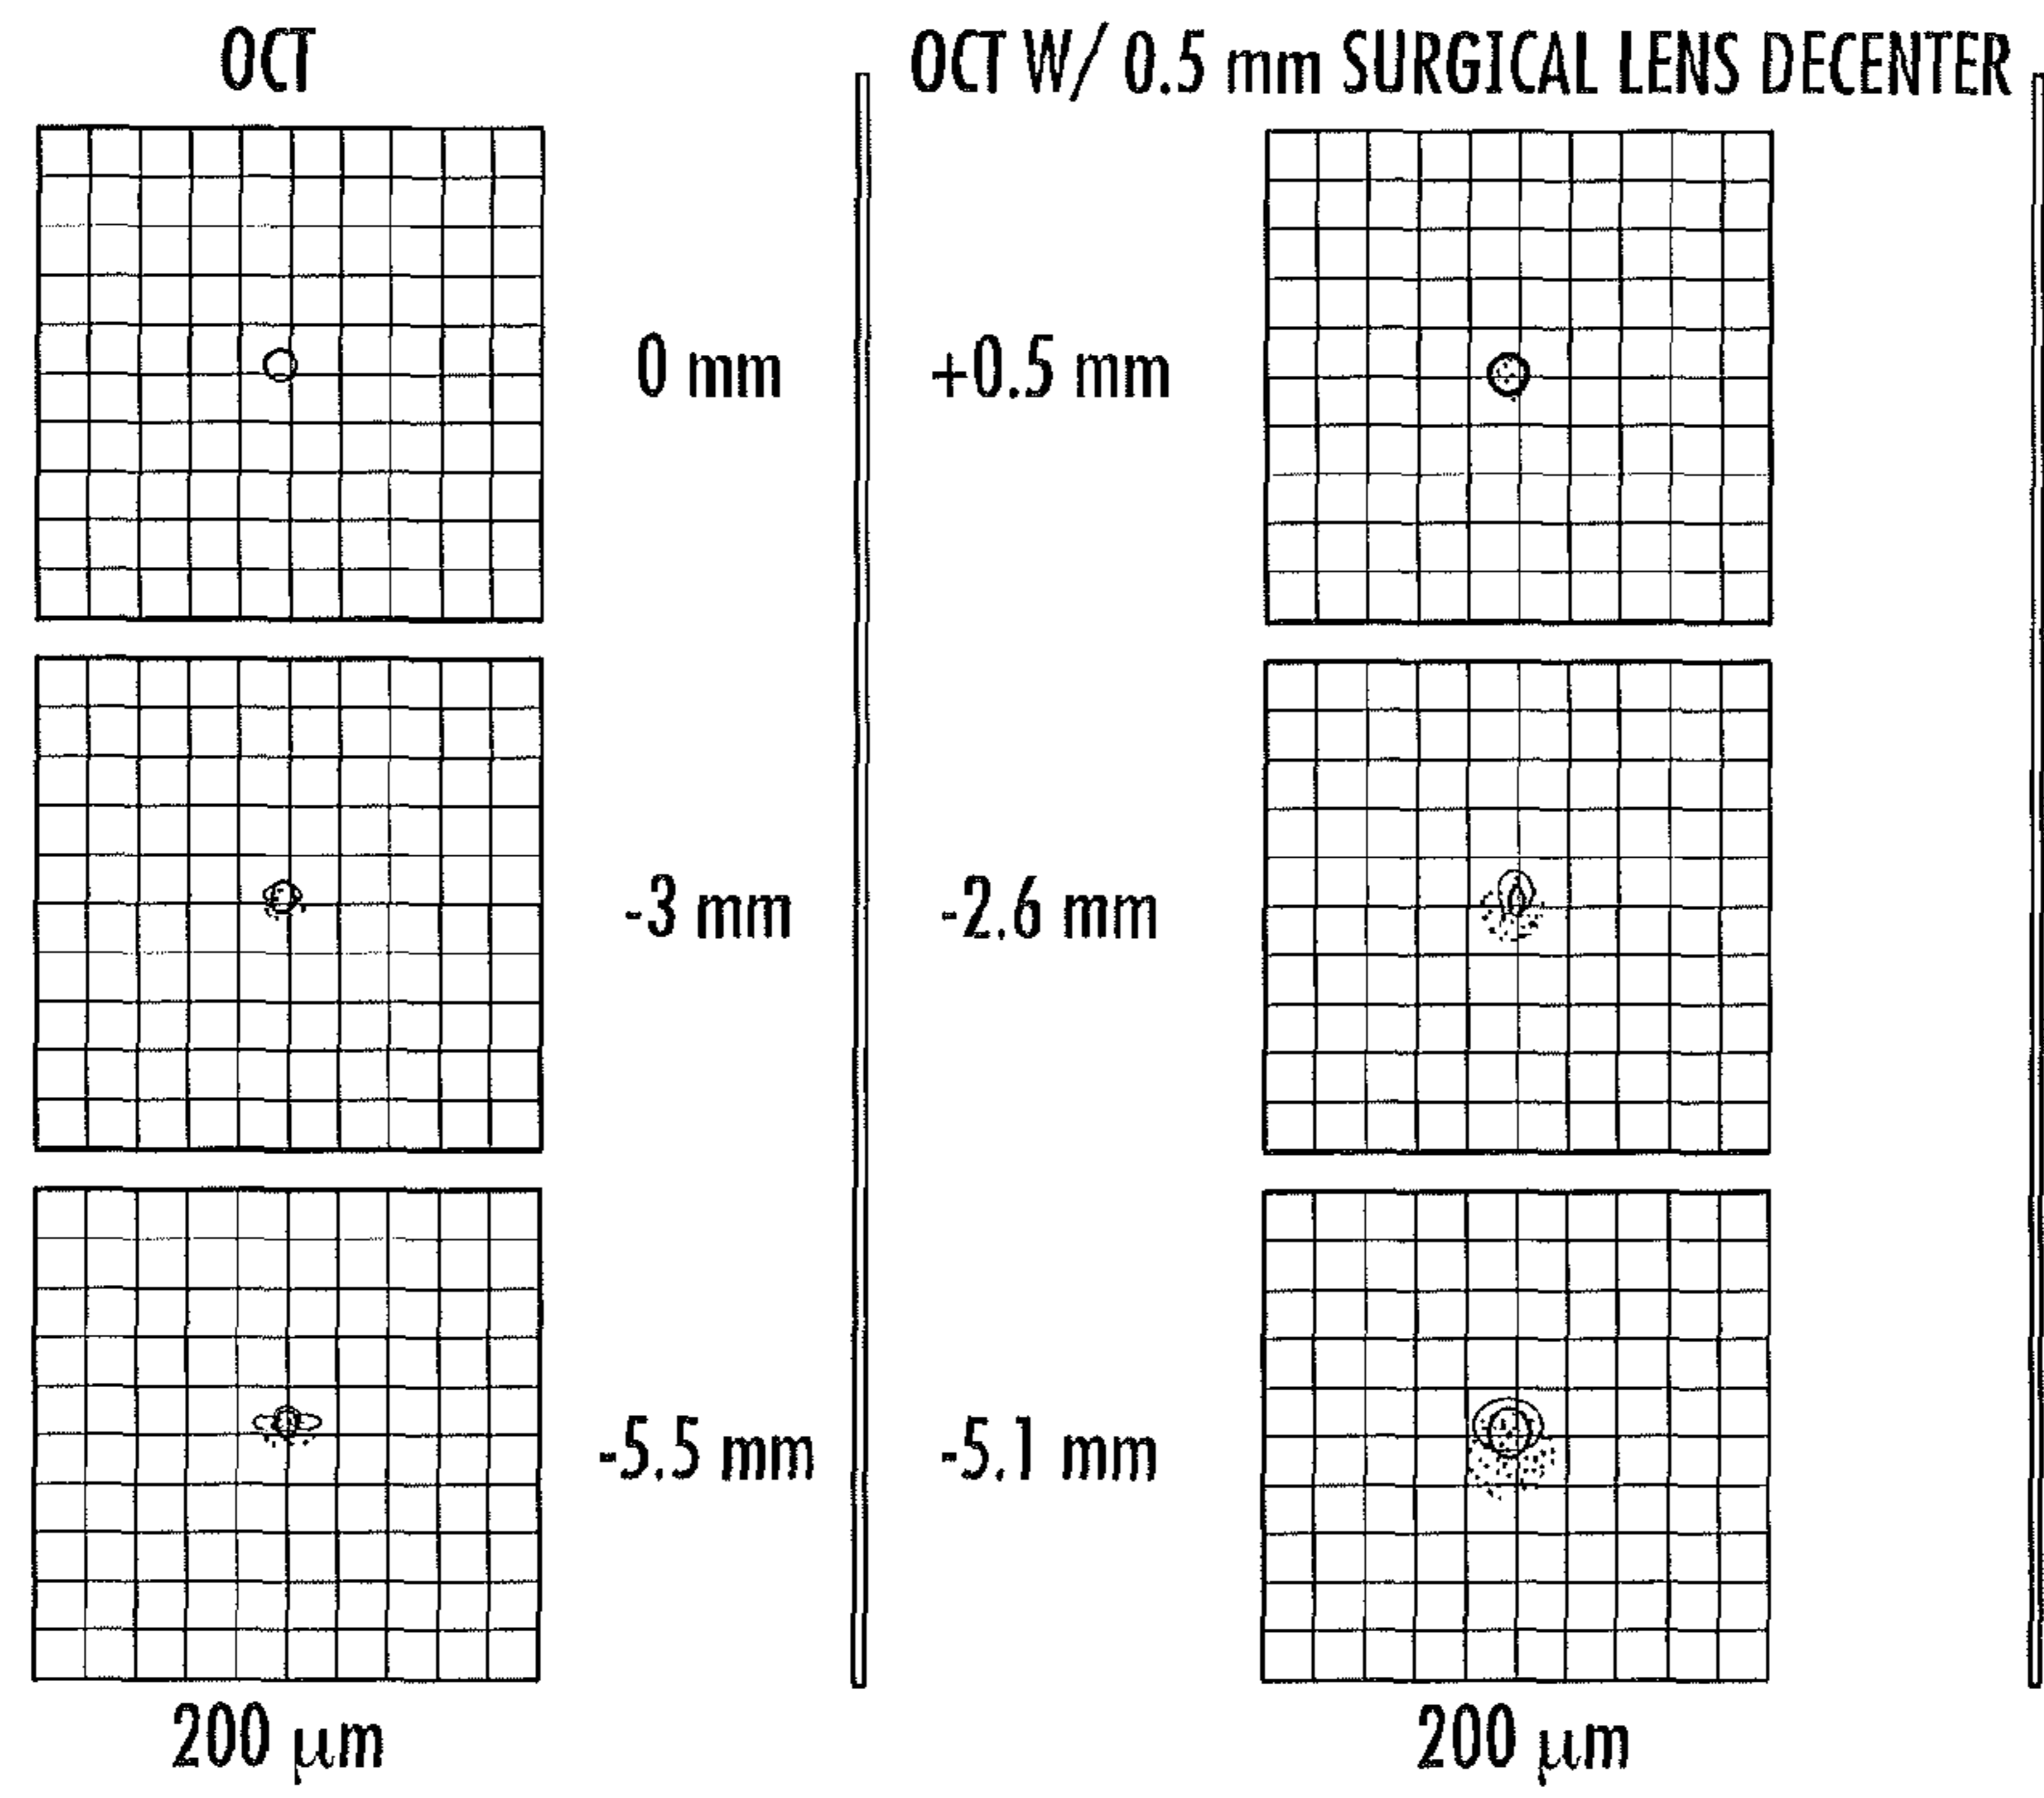 OCT
OCT W/ 0.5 mm SURGICAL LENS DECENTER
0 mm
+0.5 mm
-3 mm
-2.6 mm
-5.5 mm
-5.1 mm
200 μm
200 μm